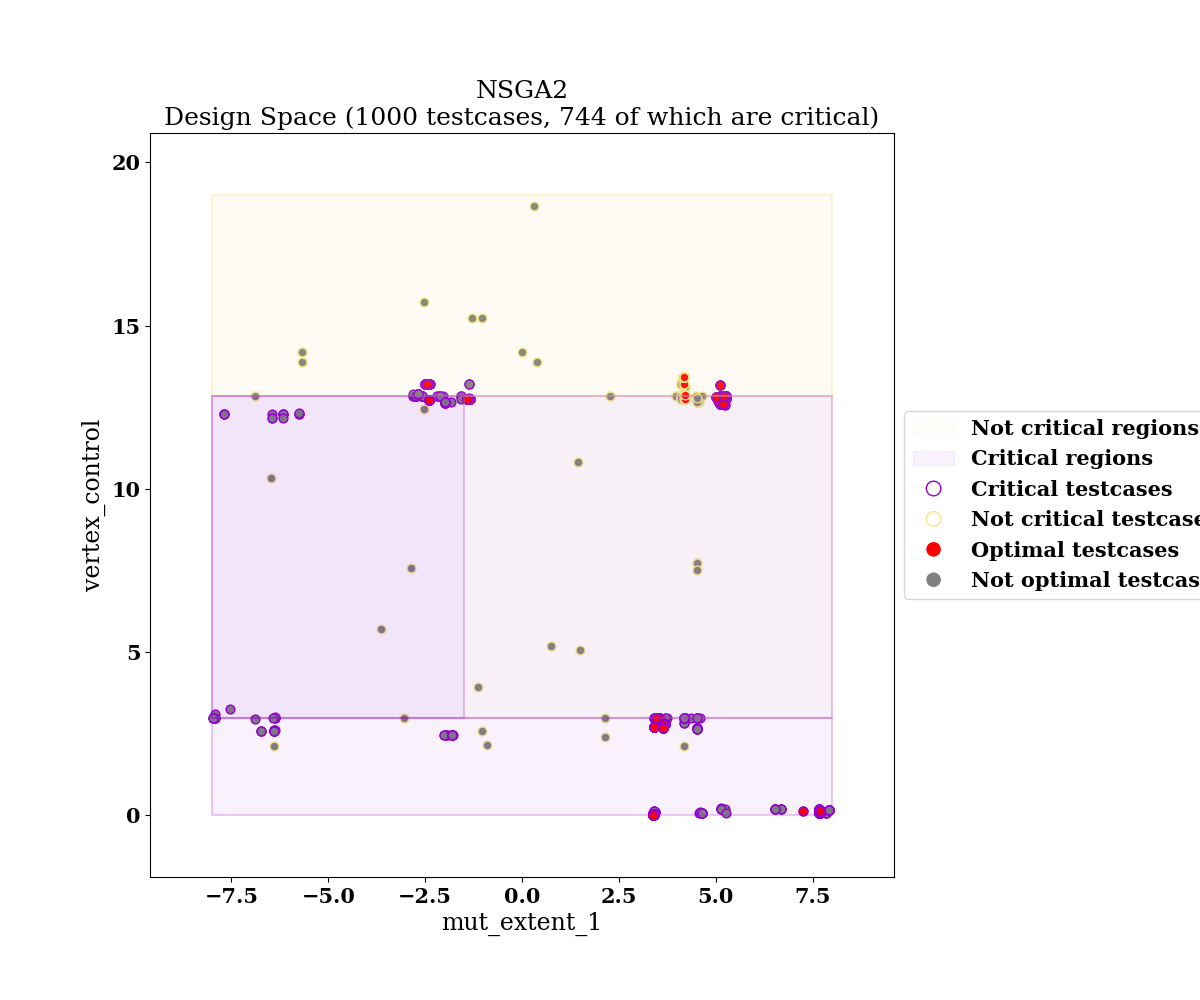 NSGA2
Design Space (1000 testcases, 744 of which are critical)
20
15
10
5
0
vertex_control
−7.5
−5.0
−2.5
0.0
2.5
5.0
7.5
mut_extent_1
Not critical regions
Critical regions
Critical testcases
Not critical testcase
Optimal testcases
Not optimal testcas